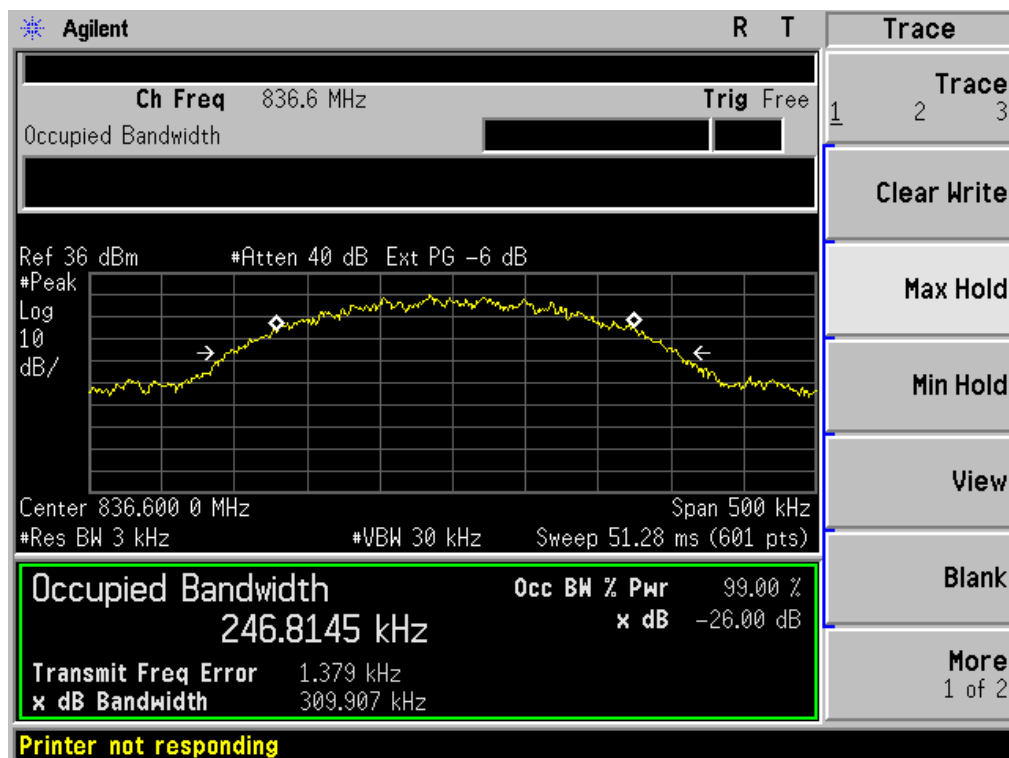 Agilent
R T
Ch Freq 836.6 MHz
Trig Free
Occupied Bandwidth
Ref 36 dBm #Atten 40 dB Ext PG −6 dB
#Peak
Log
10
dB/
Center 836.600 0 MHz
Span 500 kHz
#Res BW 3 kHz
#VBW 30 kHz
Sweep 51.28 ms (601 pts)
Occupied Bandwidth
246.8145 kHz
Occ BW % Pwr 99.00 %
x dB −26.00 dB
Transmit Freq Error 1.379 kHz
x dB Bandwidth 309.907 kHz
Printer not responding
Trace
Trace
1 2 3
Clear Write
Max Hold
Min Hold
View
Blank
More
1 of 2